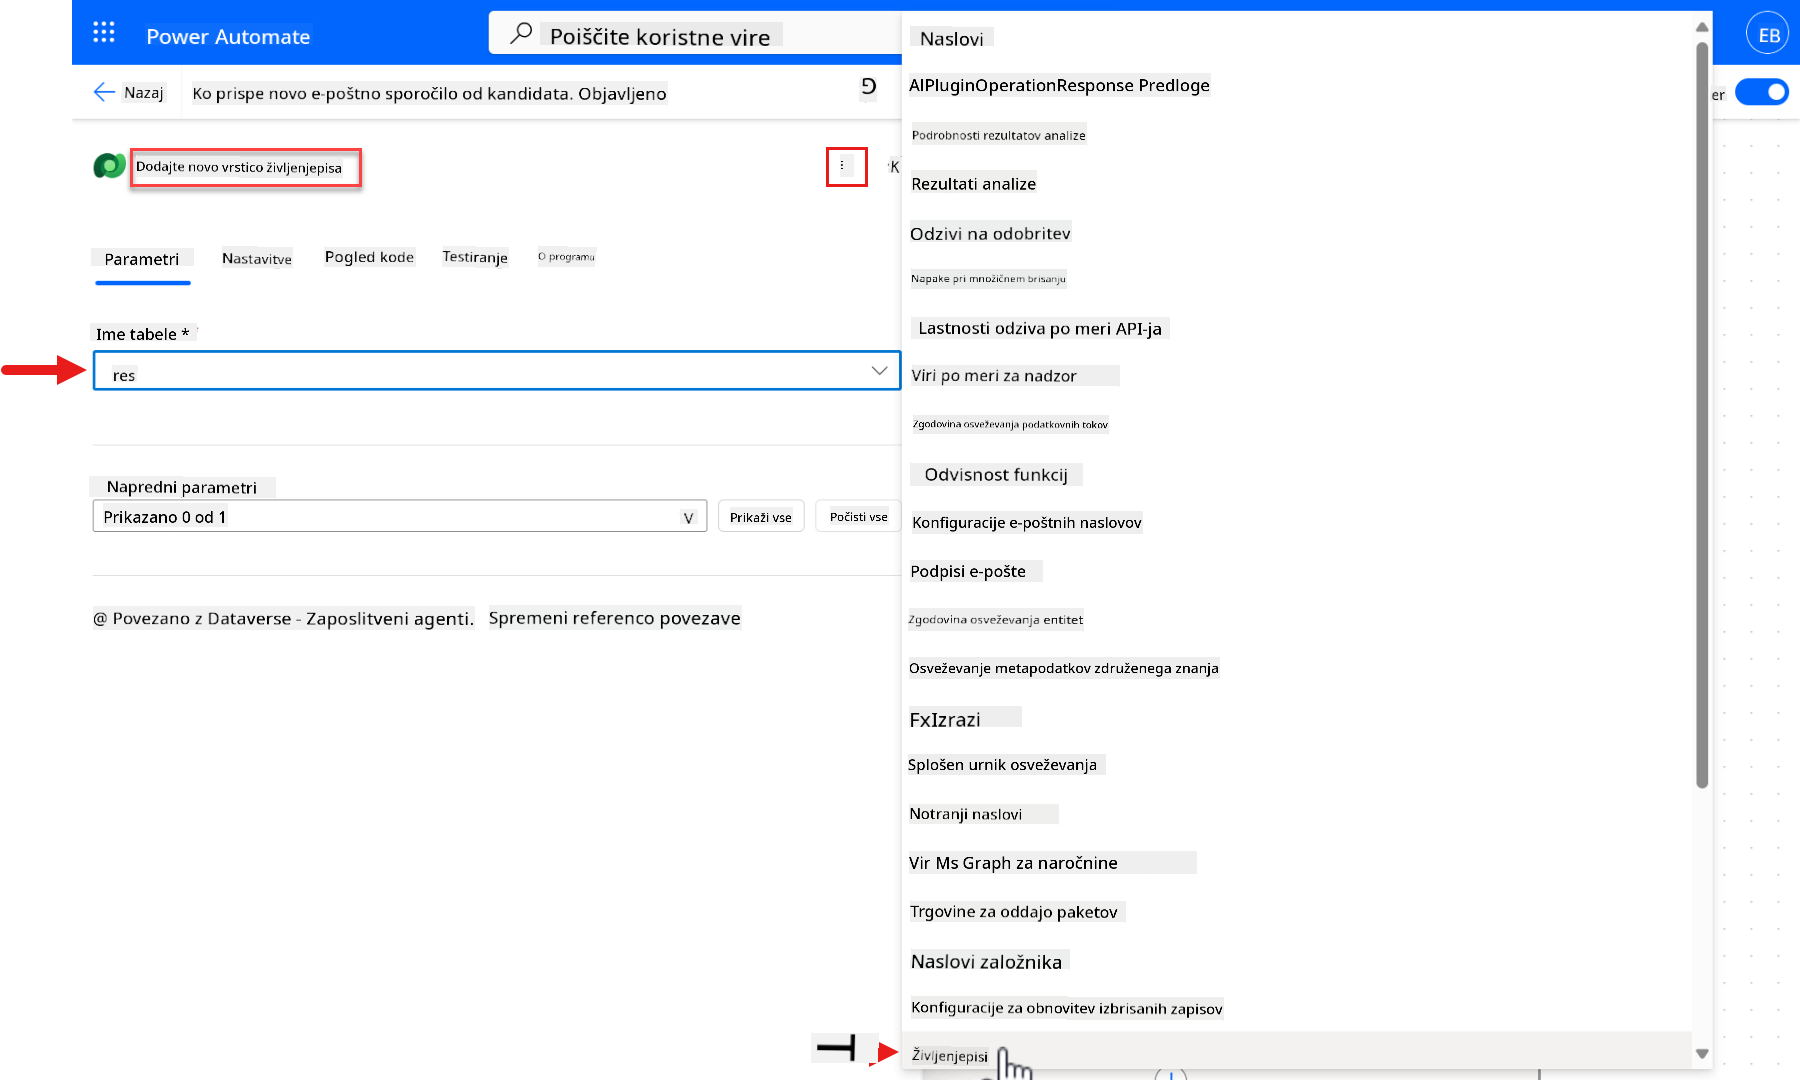 Power Automate
Poiščite koristne vire
EB
Nazaj
Ko prispe novo e-poštno sporočilo od kandidata. Objavljeno
er
Dodajte novo vrstico življenjepisa
K
Parametri
Nastavitve
Pogled kode
Testiranje
O programu
Ime tabele *
res
Napredni parametri
Prikazano 0 od 1
V
Prikaži vse
Počisti vse
@ Povezano z Dataverse - Zaposlitveni agenti.
Spremeni referenco povezave
Naslovi
AIPluginOperationResponse Predloge
Podrobnosti rezultatov analize
Rezultati analize
Odzivi na odobritev
Napake pri množičnem brisanju
Lastnosti odziva po meri API-ja
Viri po meri za nadzor
Zgodovina osveževanja podatkovnih tokov
Odvisnost funkcij
Konfiguracije e-poštnih naslovov
Podpisi e-pošte
Zgodovina osveževanja entitet
Osveževanje metapodatkov združenega znanja
FxIzrazi
Splošen urnik osveževanja
Notranji naslovi
Vir Ms Graph za naročnine
Trgovine za oddajo paketov
Naslovi založnika
Konfiguracije za obnovitev izbrisanih zapisov
Življenjepisi